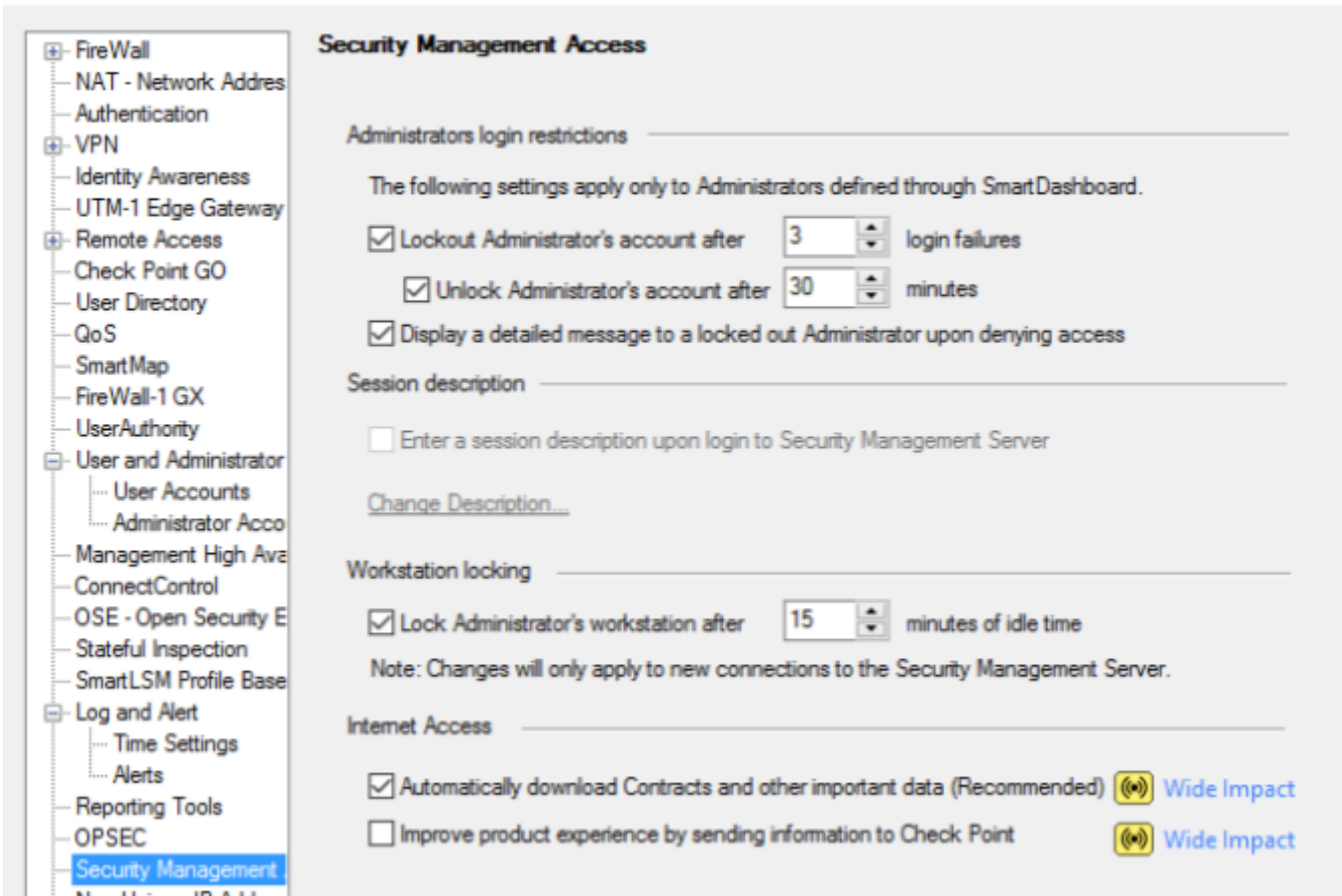 FireWall
NAT - Network Addres
Authentication
VPN
Identity Awareness
UTM-1 Edge Gateway
Remote Access
Check Point GO
User Directory
QoS
SmartMap
FireWall-1 GX
UserAuthority
User and Administrator
User Accounts
Administrator Acco
Management High Ava
ConnectControl
OSE - Open Security E
Stateful Inspection
SmartLSM Profile Base
Log and Alert
Time Settings
Alerts
Reporting Tools
OPSEC
Security Management
Security Management Access
Administrators login restrictions
The following settings apply only to Administrators defined through SmartDashboard.
Lockout Administrator's account after 3 login failures
Unlock Administrator's account after 30 minutes
Display a detailed message to a locked out Administrator upon denying access
Session description
Enter a session description upon login to Security Management Server
Change Description...
Workstation locking
Lock Administrator's workstation after 15 minutes of idle time
Note: Changes will only apply to new connections to the Security Management Server.
Internet Access
Automatically download Contracts and other important data (Recommended) Wide Impact
Improve product experience by sending information to Check Point Wide Impact